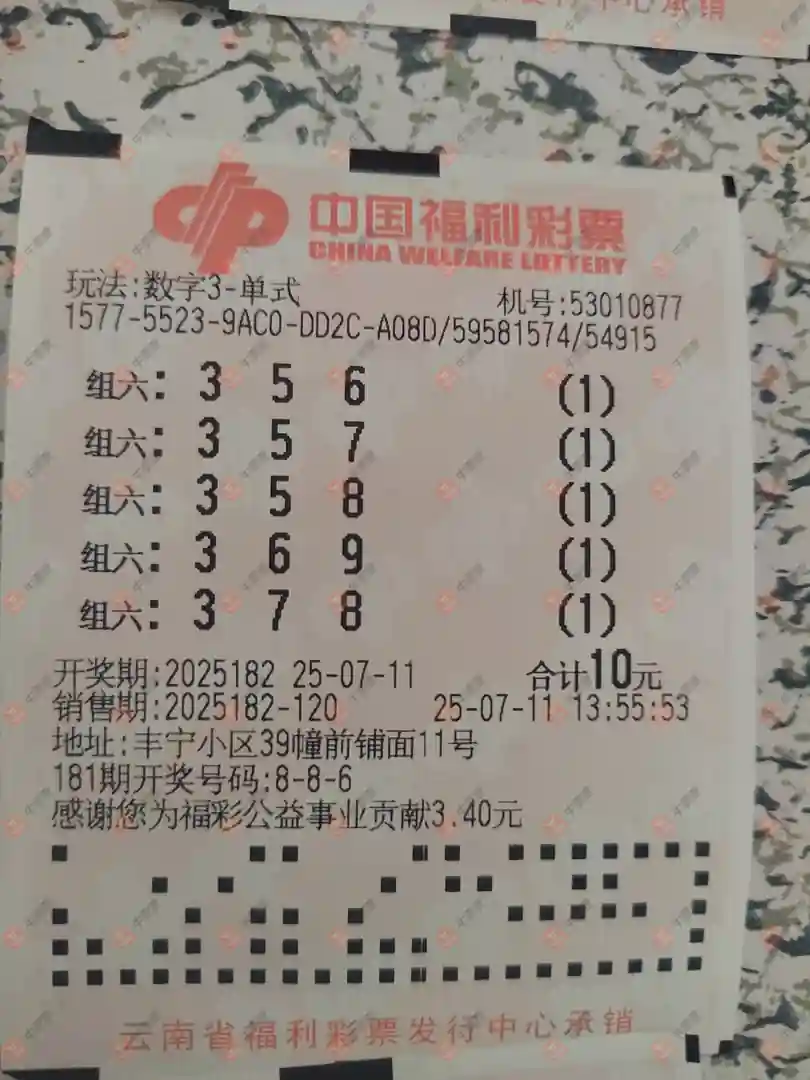 中国福利彩票
CHINA WELFARE LOTTERY
玩法:数字3-单式 机号:53010877
1577-5523-9AC0-DD2C-A08D/59581574/54915
组六: 3 5 6 (1)
组六: 3 5 7 (1)
组六: 3 5 8 (1)
组六: 3 6 9 (1)
组六: 3 7 8 (1)
开奖期:2025182 25-07-11 合计10元
销售期:2025182-120 25-07-11 13:55:53
地址:丰宁小区39幢前铺面11号
181期开奖号码:8-8-6
感谢您为福彩公益事业贡献3.40元
云南省福利彩票发行中心承销